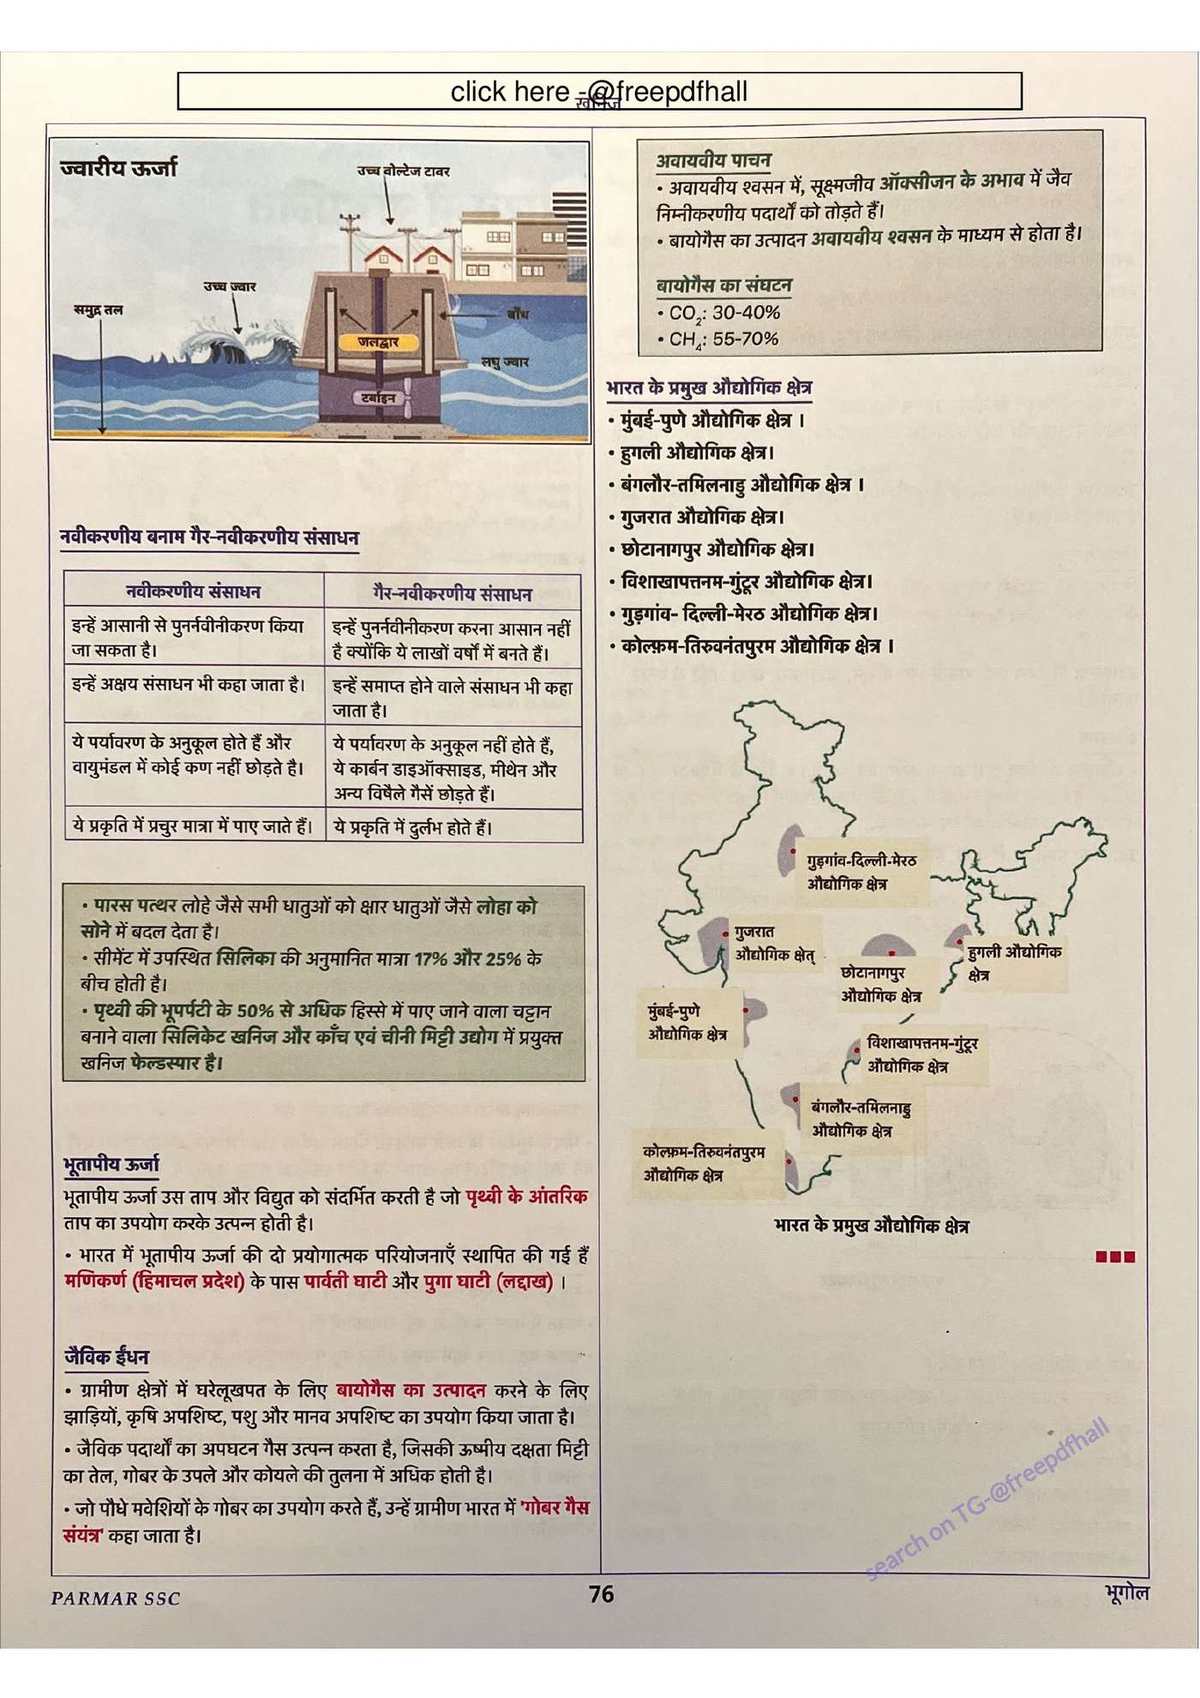 click here -@freepdfhall
खनिज
ज्वारीय ऊर्जा
उच्च वोल्टेज टावर
उच्च ज्वार
समुद्र तल
बाँध
जलद्वार
लघु ज्वार
टर्बाइन
नवीकरणीय बनाम गैर-नवीकरणीय संसाधन
नवीकरणीय संसाधन
गैर-नवीकरणीय संसाधन
इन्हें आसानी से पुनर्नवीनीकरण किया
जा सकता है।
इन्हें पुनर्नवीनीकरण करना आसान नहीं
है क्योंकि ये लाखों वर्षों में बनते हैं।
इन्हें अक्षय संसाधन भी कहा जाता है।
इन्हें समाप्त होने वाले संसाधन भी कहा
जाता है।
ये पर्यावरण के अनुकूल होते हैं और
वायुमंडल में कोई कण नहीं छोड़ते है।
ये पर्यावरण के अनुकूल नहीं होते हैं,
ये कार्बन डाइऑक्साइड, मीथेन और
अन्य विषैले गैसें छोड़ते हैं।
ये प्रकृति में प्रचुर मात्रा में पाए जाते हैं।
ये प्रकृति में दुर्लभ होते हैं।
• पारस पत्थर लोहे जैसे सभी धातुओं को क्षार धातुओं जैसे लोहा को
सोने में बदल देता है।
• सीमेंट में उपस्थित सिलिका की अनुमानित मात्रा 17% और 25% के
बीच होती है।
• पृथ्वी की भूपर्पटी के 50% से अधिक हिस्से में पाए जाने वाला चट्टान
बनाने वाला सिलिकेट खनिज और काँच एवं चीनी मिट्टी उद्योग में प्रयुक्त
खनिज फेल्डस्पार है।
भूतापीय ऊर्जा
भूतापीय ऊर्जा उस ताप और विद्युत को संदर्भित करती है जो पृथ्वी के आंतरिक
ताप का उपयोग करके उत्पन्न होती है।
• भारत में भूतापीय ऊर्जा की दो प्रयोगात्मक परियोजनाएँ स्थापित की गई हैं
मणिकर्ण (हिमाचल प्रदेश) के पास पार्वती घाटी और पुगा घाटी (लद्दाख) ।
जैविक ईंधन
• ग्रामीण क्षेत्रों में घरेलूखपत के लिए बायोगैस का उत्पादन करने के लिए
झाड़ियों, कृषि अपशिष्ट, पशु और मानव अपशिष्ट का उपयोग किया जाता है।
• जैविक पदार्थों का अपघटन गैस उत्पन्न करता है, जिसकी ऊष्मीय दक्षता मिट्टी
का तेल, गोबर के उपले और कोयले की तुलना में अधिक होती है।
• जो पौधे मवेशियों के गोबर का उपयोग करते हैं, उन्हें ग्रामीण भारत में 'गोबर गैस
संयंत्र' कहा जाता है।
अवायवीय पाचन
• अवायवीय श्वसन में, सूक्ष्मजीव ऑक्सीजन के अभाव में जैव
निम्नीकरणीय पदार्थों को तोड़ते हैं।
• बायोगैस का उत्पादन अवायवीय श्वसन के माध्यम से होता है।
बायोगैस का संघटन
• CO₂: 30-40%
• CH₄: 55-70%
भारत के प्रमुख औद्योगिक क्षेत्र
• मुंबई-पुणे औद्योगिक क्षेत्र ।
• हुगली औद्योगिक क्षेत्र।
• बंगलौर-तमिलनाडु औद्योगिक क्षेत्र ।
• गुजरात औद्योगिक क्षेत्र।
• छोटानागपुर औद्योगिक क्षेत्र।
• विशाखापत्तनम-गुंटूर औद्योगिक क्षेत्र।
• गुड़गांव- दिल्ली-मेरठ औद्योगिक क्षेत्र।
• कोल्फ़म-तिरुवनंतपुरम औद्योगिक क्षेत्र ।
गुड़गांव-दिल्ली-मेरठ
औद्योगिक क्षेत्र
गुजरात
औद्योगिक क्षेत्
हुगली औद्योगिक
क्षेत्र
छोटानागपुर
औद्योगिक क्षेत्र
मुंबई-पुणे
औद्योगिक क्षेत्र
विशाखापत्तनम-गुंटूर
औद्योगिक क्षेत्र
बंगलौर-तमिलनाडु
औद्योगिक क्षेत्र
कोल्फ़म-तिरुवनंतपुरम
औद्योगिक क्षेत्र
भारत के प्रमुख औद्योगिक क्षेत्र
search on TG-@freepdfhall
PARMAR SSC
76
भूगोल